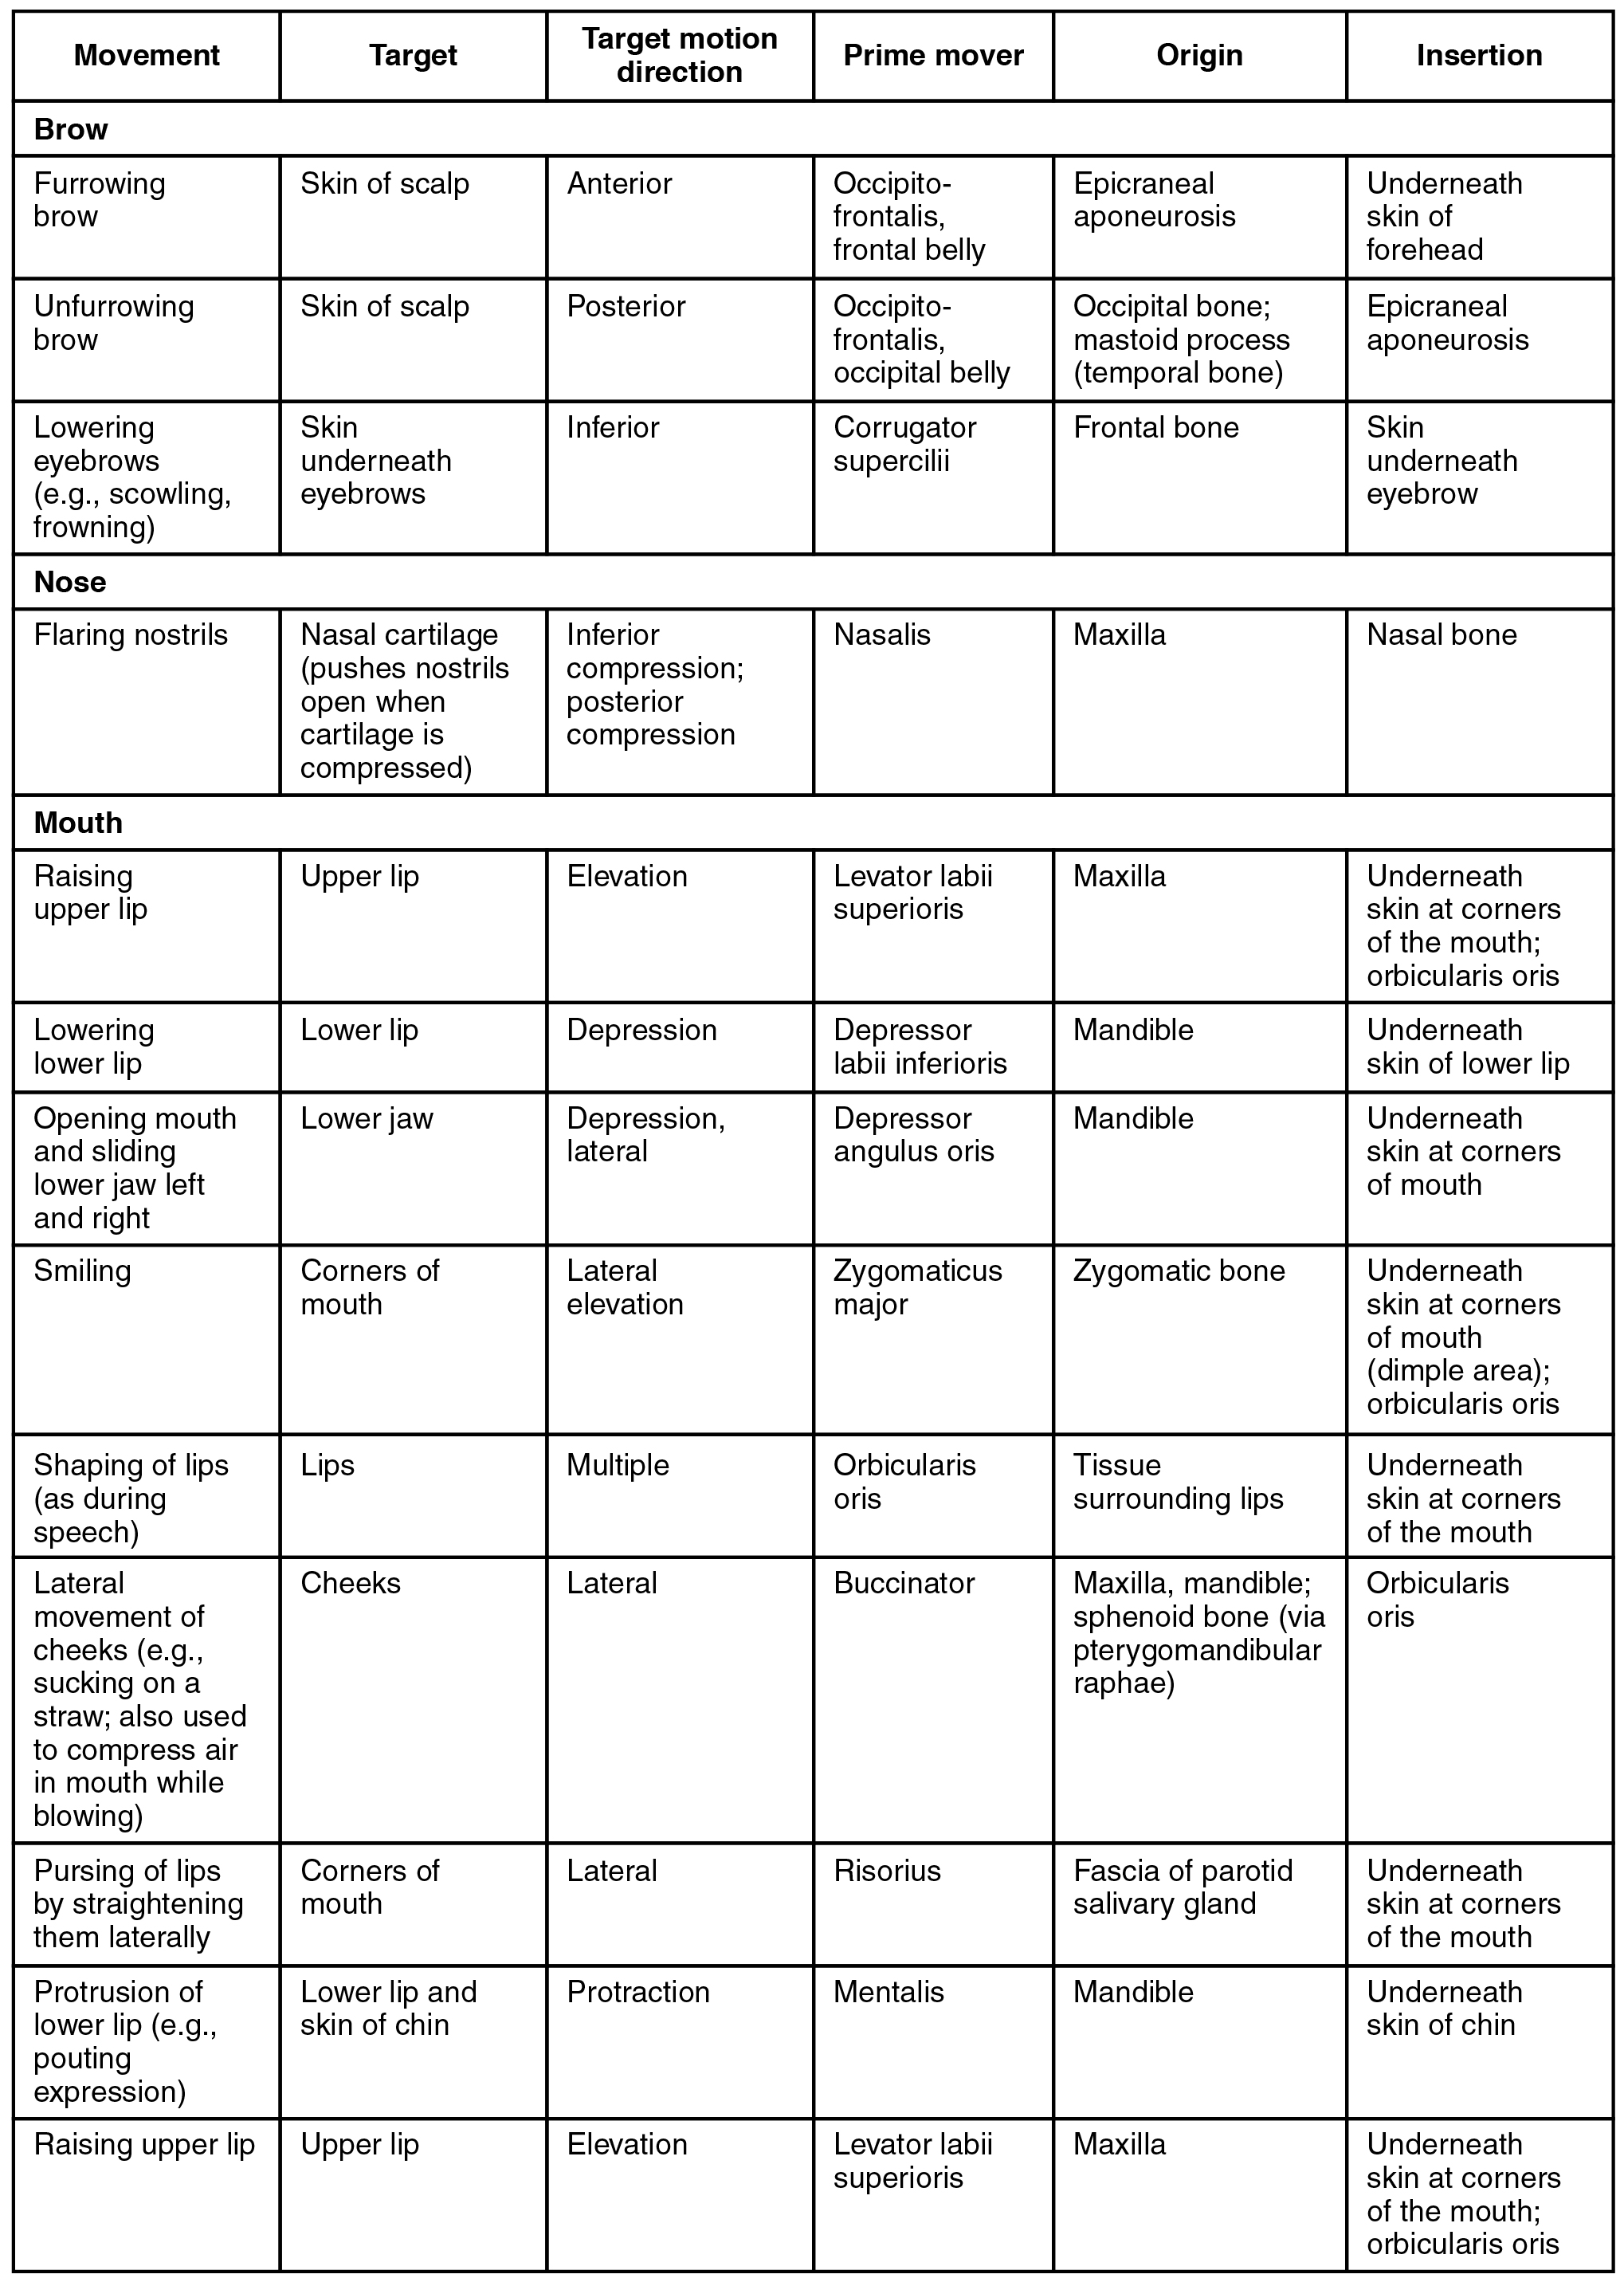 Movement
Target
Target motion
direction
Prime mover
Origin
Insertion
Brow
Furrowing
brow
Skin of scalp
Anterior
Occipito-
frontalis,
frontal belly
Epicraneal
aponeurosis
Underneath
skin of
forehead
Unfurrowing
brow
Skin of scalp
Posterior
Occipito-
frontalis,
occipital belly
Occipital bone;
mastoid process
(temporal bone)
Epicraneal
aponeurosis
Lowering
eyebrows
(e.g., scowling,
frowning)
Skin
underneath
eyebrows
Inferior
Corrugator
supercilii
Frontal bone
Skin
underneath
eyebrow
Nose
Flaring nostrils
Nasal cartilage
(pushes nostrils
open when
cartilage is
compressed)
Inferior
compression;
posterior
compression
Nasalis
Maxilla
Nasal bone
Mouth
Raising
upper lip
Upper lip
Elevation
Levator labii
superioris
Maxilla
Underneath
skin at corners
of the mouth;
orbicularis oris
Lowering
lower lip
Lower lip
Depression
Depressor
labii inferioris
Mandible
Underneath
skin of lower lip
Opening mouth
and sliding
lower jaw left
and right
Lower jaw
Depression,
lateral
Depressor
angulus oris
Mandible
Underneath
skin at corners
of mouth
Smiling
Corners of
mouth
Lateral
elevation
Zygomaticus
major
Zygomatic bone
Underneath
skin at corners
of mouth
(dimple area);
orbicularis oris
Shaping of lips
(as during
speech)
Lips
Multiple
Orbicularis
oris
Tissue
surrounding lips
Underneath
skin at corners
of the mouth
Lateral
movement of
cheeks (e.g.,
sucking on a
straw; also used
to compress air
in mouth while
blowing)
Cheeks
Lateral
Buccinator
Maxilla, mandible;
sphenoid bone (via
pterygomandibular
raphae)
Orbicularis
oris
Pursing of lips
by straightening
them laterally
Corners of
mouth
Lateral
Risorius
Fascia of parotid
salivary gland
Underneath
skin at corners
of the mouth
Protrusion of
lower lip (e.g.,
pouting
expression)
Lower lip and
skin of chin
Protraction
Mentalis
Mandible
Underneath
skin of chin
Raising upper lip
Upper lip
Elevation
Levator labii
superioris
Maxilla
Underneath
skin at corners
of the mouth;
orbicularis oris